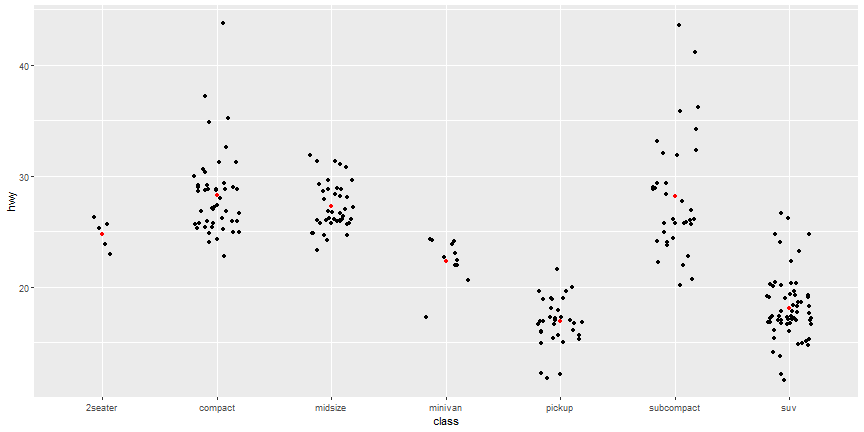 hwy
40
30
20
2seater compact midsize minivan pickup subcompact suv
class